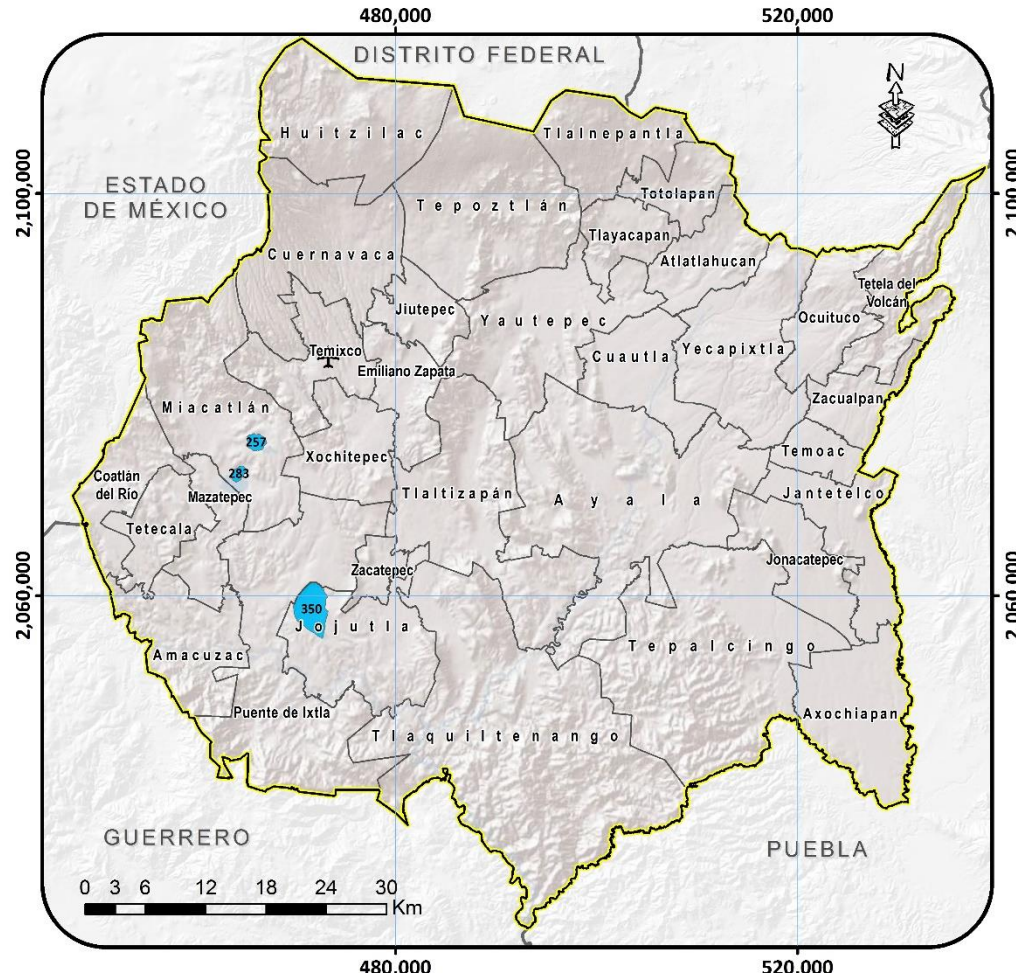 480,000
520,000
DISTRITO FEDERAL
N
Huitzilac
Tlalnepantla
2,100,000
2,100,000
ESTADO
DE MÉXICO
Totolapan
Tepoztlán
Tlayacapan
Cuernavaca
Atlatlahucan
Tetela del
Volcán
Jiutepec
Yautepec
Ocuituco
Temixco
Cuautla
Yecapixtla
Emiliano Zapata
Zacualpan
Miacatlán
257
Xochitepec
Temoac
283
Coatlán
del Río
Mazatepec
Tlaltizapán
Ayala
Jantetelco
Tetecala
Zacatepec
Jonacatepec
2,060,000
2,060,000
350
Jojutla
Amacuzac
Tepalcingo
Puente de Ixtla
Axochiapan
Tlaquiltenango
GUERRERO
PUEBLA
0 3 6 12 18 24 30
Km
480,000
520,000